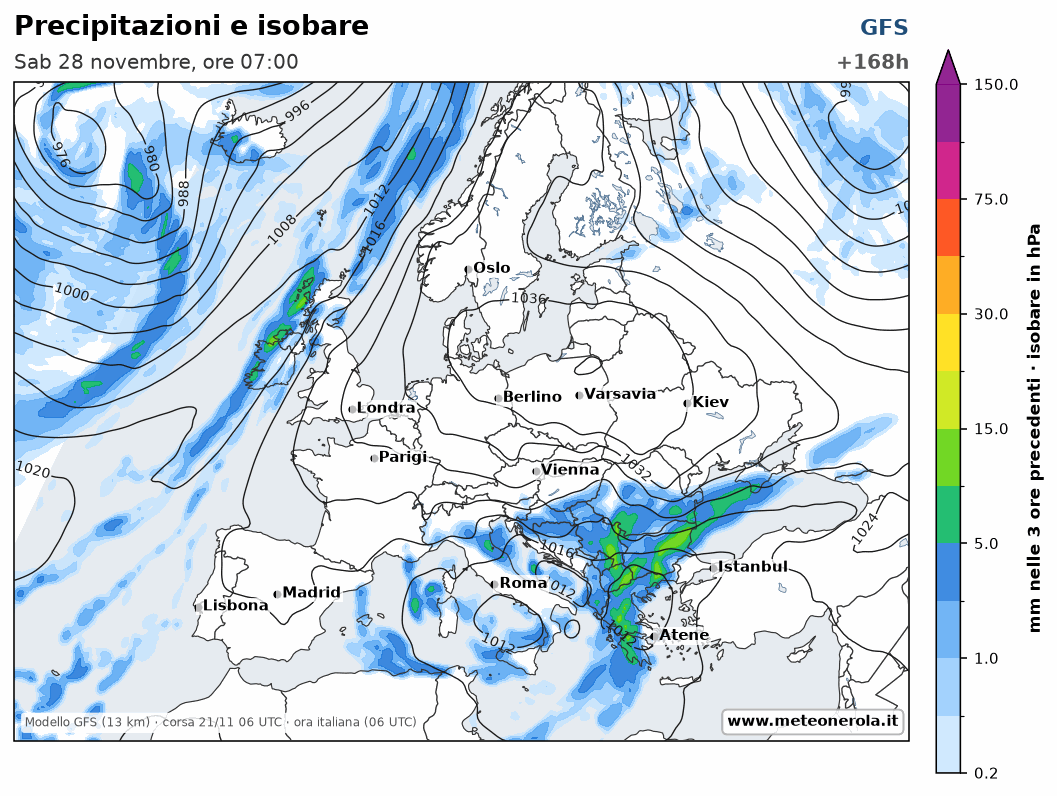 Precipitazioni e isobare
GFS
Sab 28 novembre, ore 07:00
+168h
996
976
980
988
1012
1008
1016
1000
1036
1020
1032
1024
1016
1012
1012
Oslo
Berlino
Varsavia
Kiev
Londra
Parigi
Vienna
Istanbul
Roma
Madrid
Lisbona
Atene
Modello GFS (13 km) · corsa 21/11 06 UTC · ora italiana (06 UTC)
www.meteonerola.it
150.0
75.0
30.0
15.0
5.0
1.0
0.2
mm nelle 3 ore precedenti · isobare in hPa